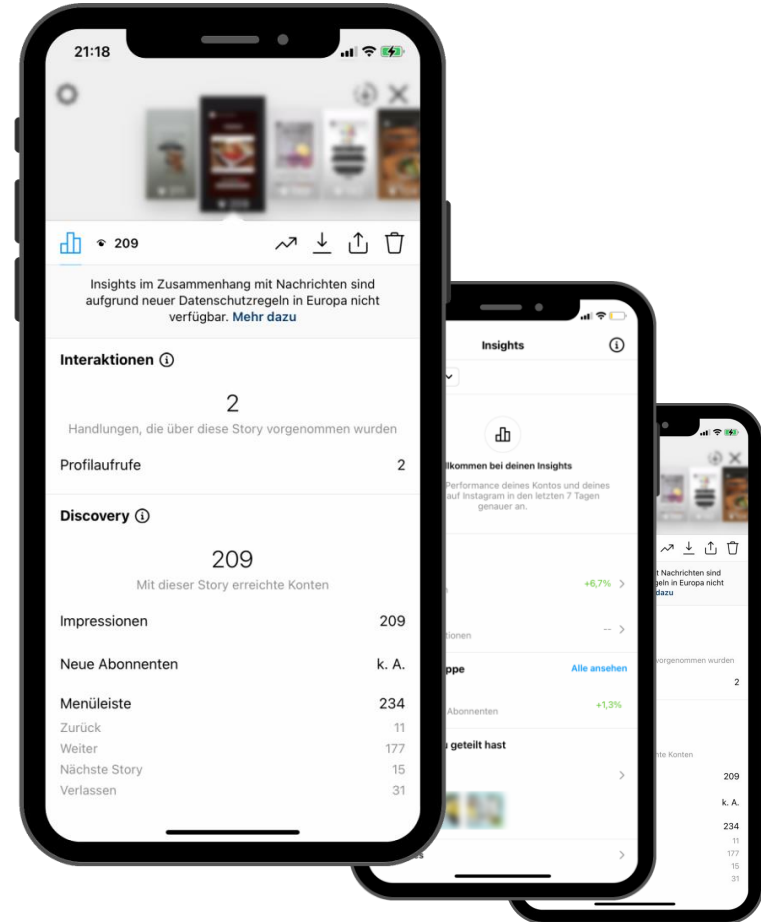 21:18
209
Insights im Zusammenhang mit Nachrichten sind
aufgrund neuer Datenschutzregeln in Europa nicht
verfügbar. Mehr dazu
Interaktionen
2
Handlungen, die über diese Story vorgenommen wurden
Profilaufrufe 2
Discovery
209
Mit dieser Story erreichte Konten
Impressionen 209
Neue Abonnenten k. A.
Menüleiste 234
Zurück 11
Weiter 177
Nächste Story 15
Verlassen 31
Insights
lkommen bei deinen Insights
Performance deines Kontos und deines
auf Instagram in den letzten 7 Tagen
genauer an.
+6,7%
tionen --
ppe Alle ansehen
Abonnenten +1,3%
geteilt hast
t Nachrichten sind
geln in Europa nicht
dazu
vorgenommen wurden
2
hte Konten
209
k. A.
234
11
177
15
31